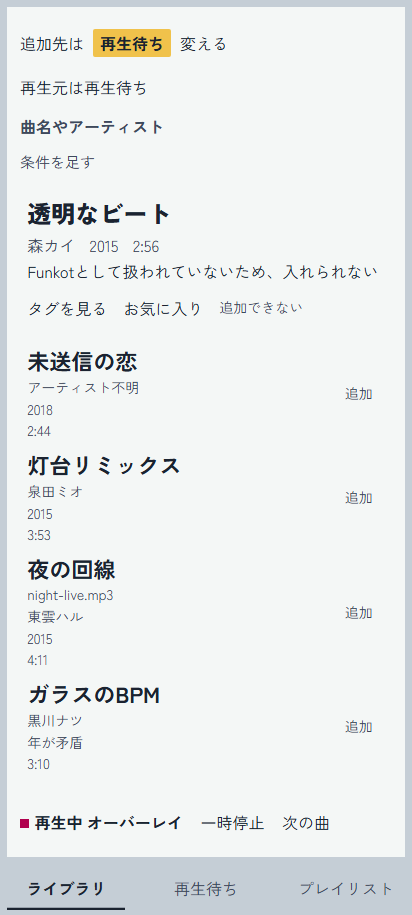 追加先は 再生待ち 変える
再生元は再生待ち
曲名やアーティスト
条件を足す
透明なビート
森カイ 2015 2:56
Funkotとして扱われていないため、入れられない
タグを見る お気に入り 追加できない
未送信の恋
アーティスト不明
2018
2:44
追加
灯台リミックス
泉田ミオ
2015
3:53
追加
夜の回線
night-live.mp3
東雲ハル
2015
4:11
追加
ガラスのBPM
黒川ナツ
年が矛盾
3:10
追加
再生中 オーバーレイ 一時停止 次の曲
ライブラリ 再生待ち プレイリスト